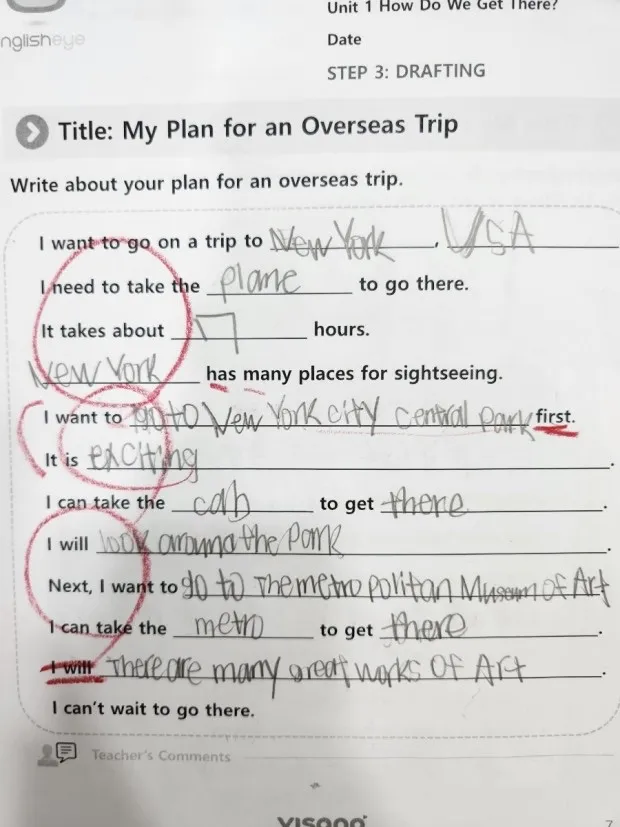 Unit 1 How Do We Get There?
nglisheye
Date
STEP 3: DRAFTING
Title: My Plan for an Overseas Trip
Write about your plan for an overseas trip.
I want to go on a trip to New York, USA
I need to take the plane to go there.
It takes about 7 hours.
New York has many places for sightseeing.
I want to go to New York city central park first.
It is exciting.
I can take the cab to get there.
I will look around the Park.
Next, I want to go to The metropolitan Museum of Art
I can take the metro to get there.
I will There are many great works of Art.
I can't wait to go there.
Teacher's Comments
7